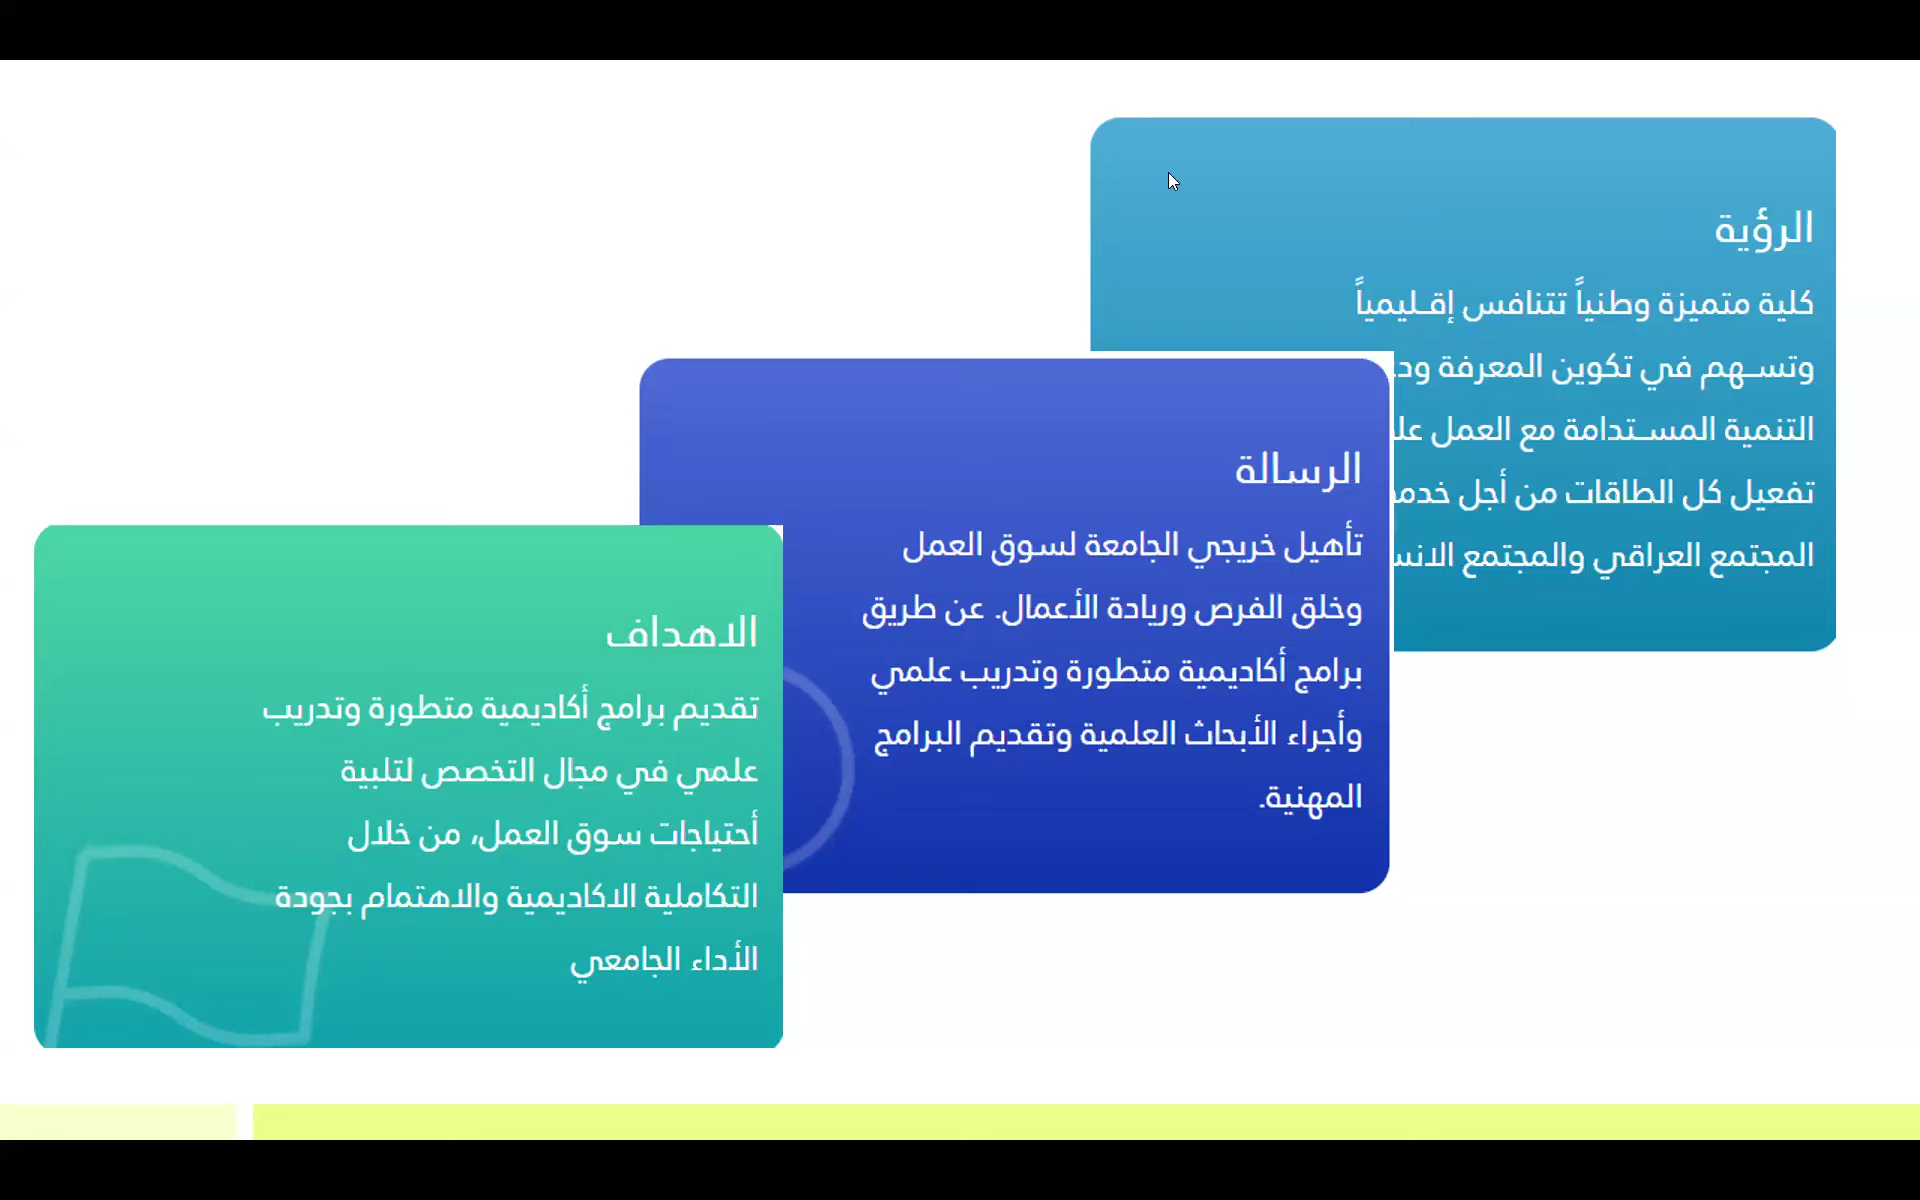 الرؤية
كلية متميزة وطنياً تتنافس إقـليمياً
وتسـهم في تكوين المعرفة
التنمية المسـتدامة مع العمل
تفعيل كل الطاقات من أجل
المجتمع العراقي والمجتمع
الرسالة
تأهيل خريجي الجامعة لسوق العمل
وخلق الفرص وريادة الأعمال. عن طريق
برامج أكاديمية متطورة وتدريب علمي
وأجراء الأبحاث العلمية وتقديم البرامج
المهنية.
الاهداف
تقديم برامج أكاديمية متطورة وتدريب
علمي في مجال التخصص لتلبية
أحتياجات سوق العمل، من خلال
التكاملية الاكاديمية والاهتمام بجودة
الأداء الجامعي